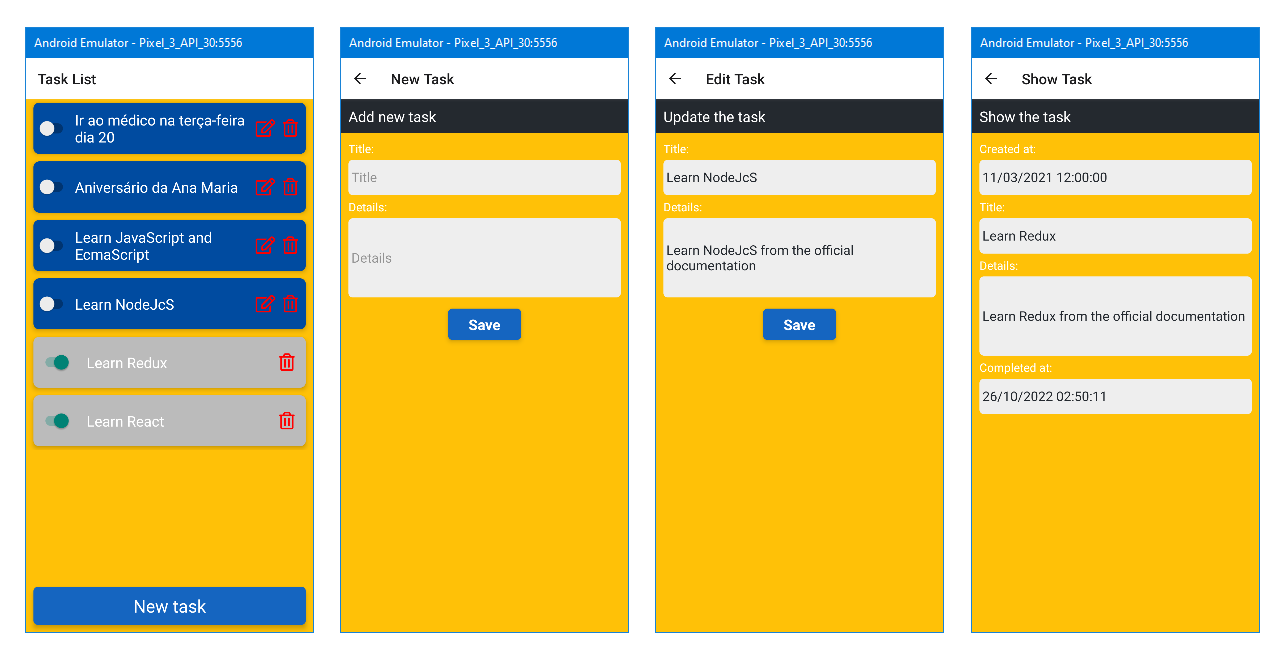 Android Emulator - Pixel_3_API_30:5556
Task List
Ir ao médico na terça-feira
dia 20
Aniversário da Ana Maria
Learn JavaScript and
EcmaScript
Learn NodeJcS
Learn Redux
Learn React
New task
Android Emulator - Pixel_3_API_30:5556
New Task
Add new task
Title:
Title
Details:
Details
Save
Android Emulator - Pixel_3_API_30:5556
Edit Task
Update the task
Title:
Learn NodeJcS
Details:
Learn NodeJcS from the official
documentation
Save
Android Emulator - Pixel_3_API_30:5556
Show Task
Show the task
Created at:
11/03/2021 12:00:00
Title:
Learn Redux
Details:
Learn Redux from the official documentation
Completed at:
26/10/2022 02:50:11